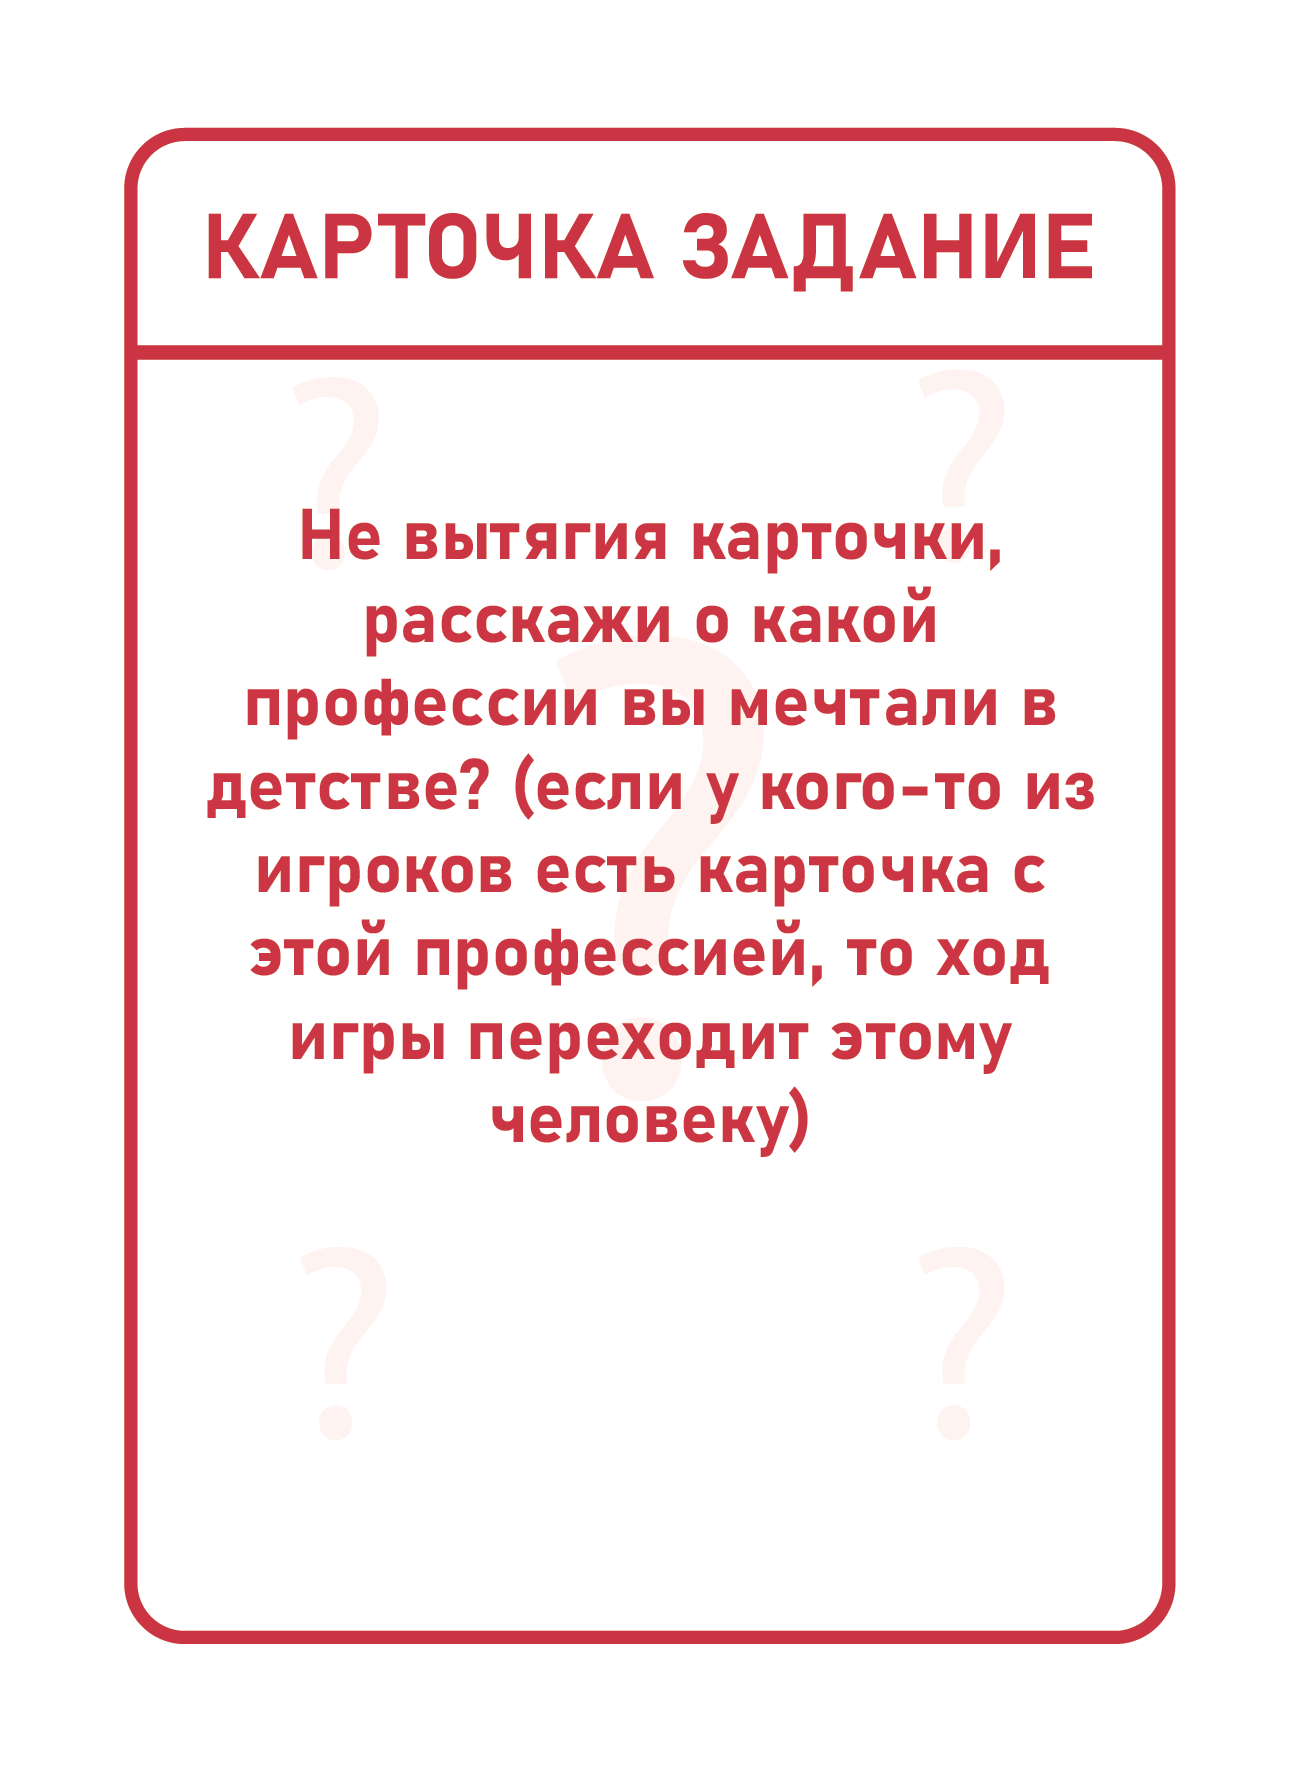 КАРТОЧКА ЗАДАНИЕ
Не вытягия карточки,
расскажи о какой
профессии вы мечтали в
детстве? (если у кого-то из
игроков есть карточка с
этой профессией, то ход
игры переходит этому
человеку)